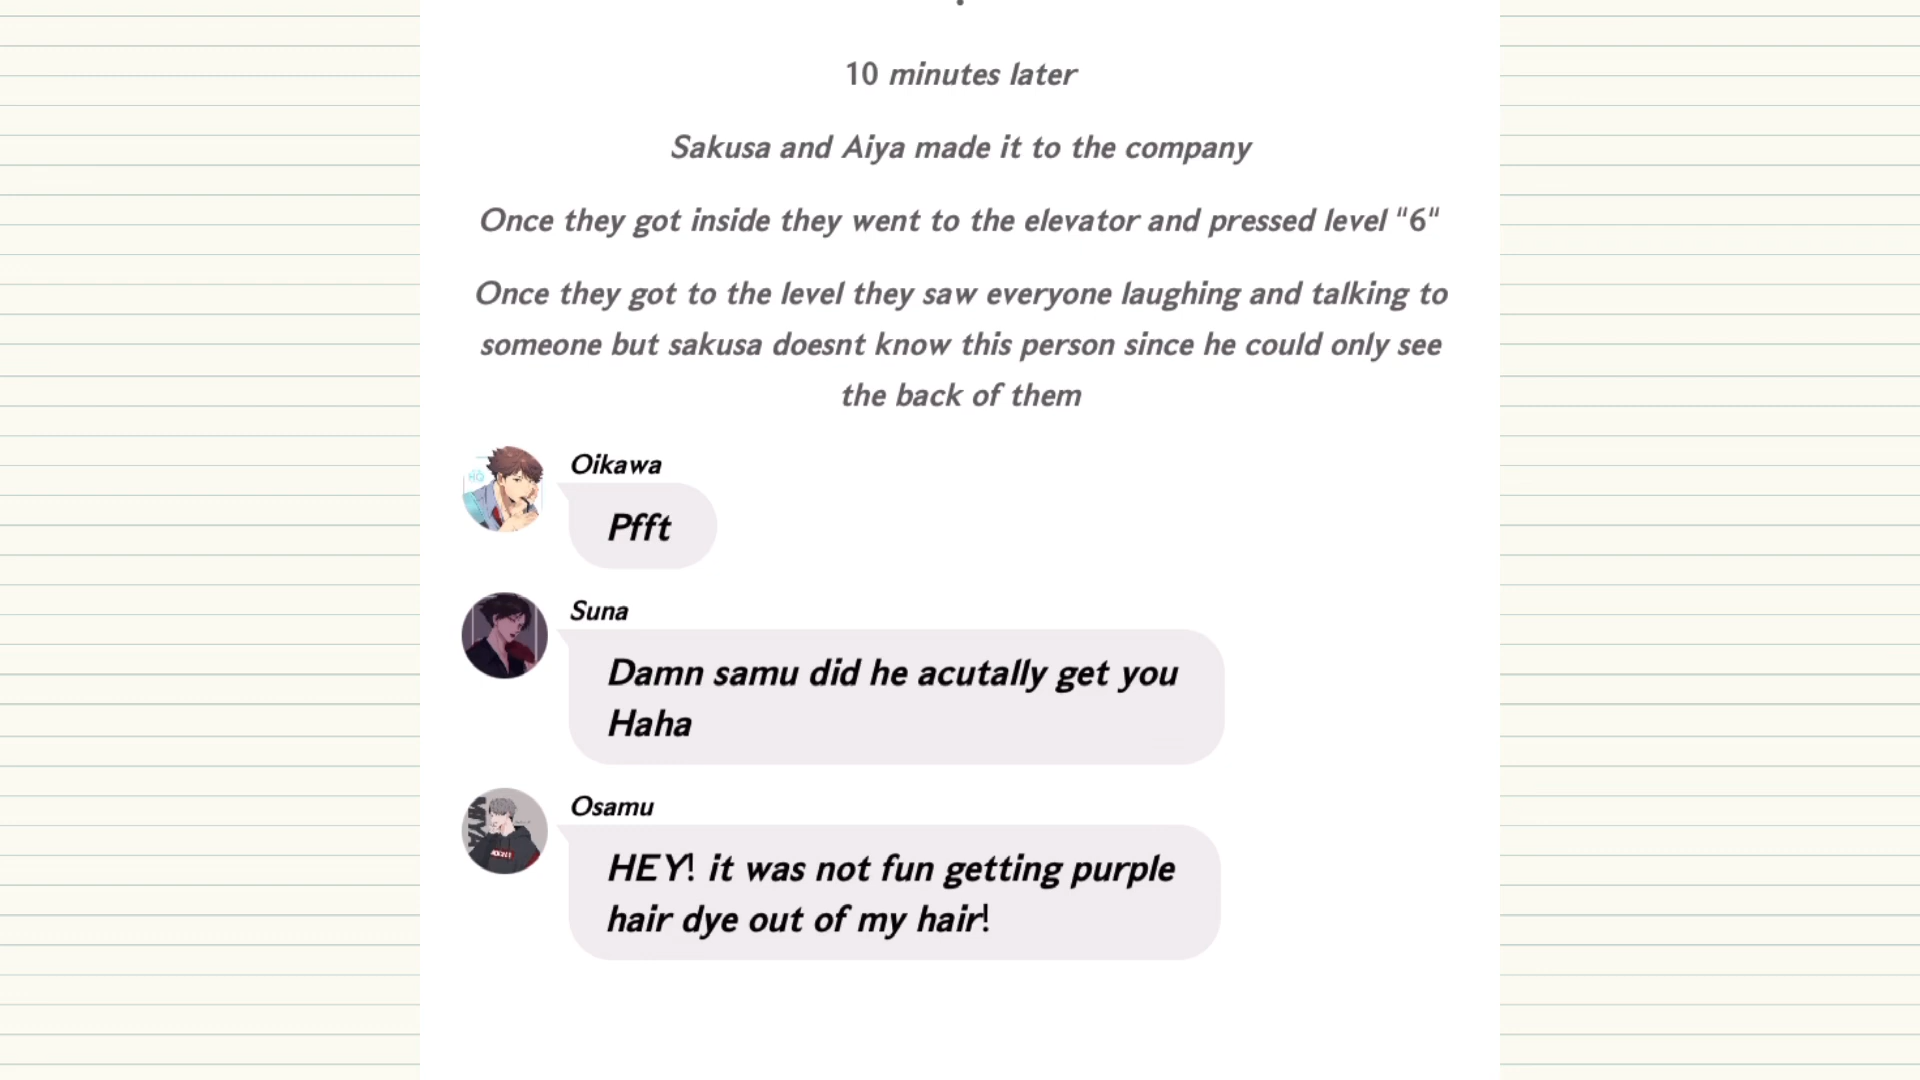 10 minutes later
Sakusa and Aiya made it to the company
Once they got inside they went to the elevator and pressed level "6"
Once they got to the level they saw everyone laughing and talking to
someone but sakusa doesnt know this person since he could only see
the back of them
Oikawa
Pfft
Suna
Damn samu did he acutally get you
Haha
Osamu
HEY! it was not fun getting purple
hair dye out of my hair!